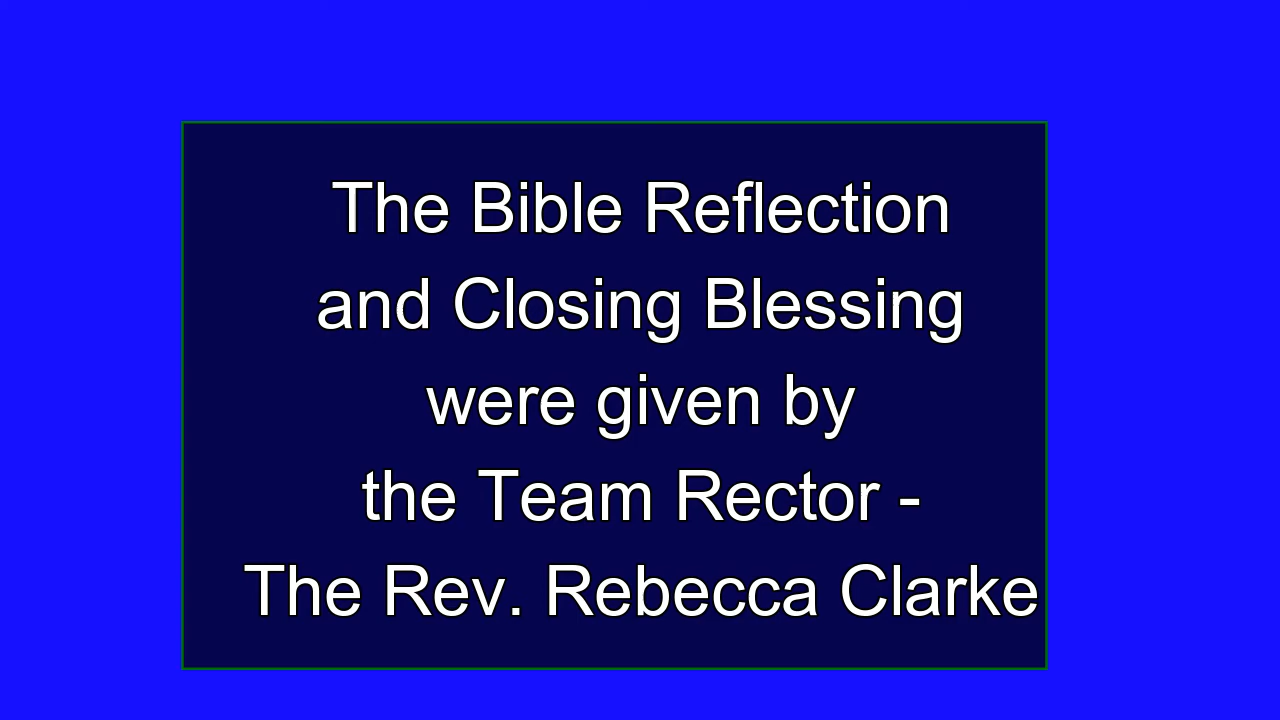 The Bible Reflection
and Closing Blessing
were given by
the Team Rector -
The Rev. Rebecca Clarke